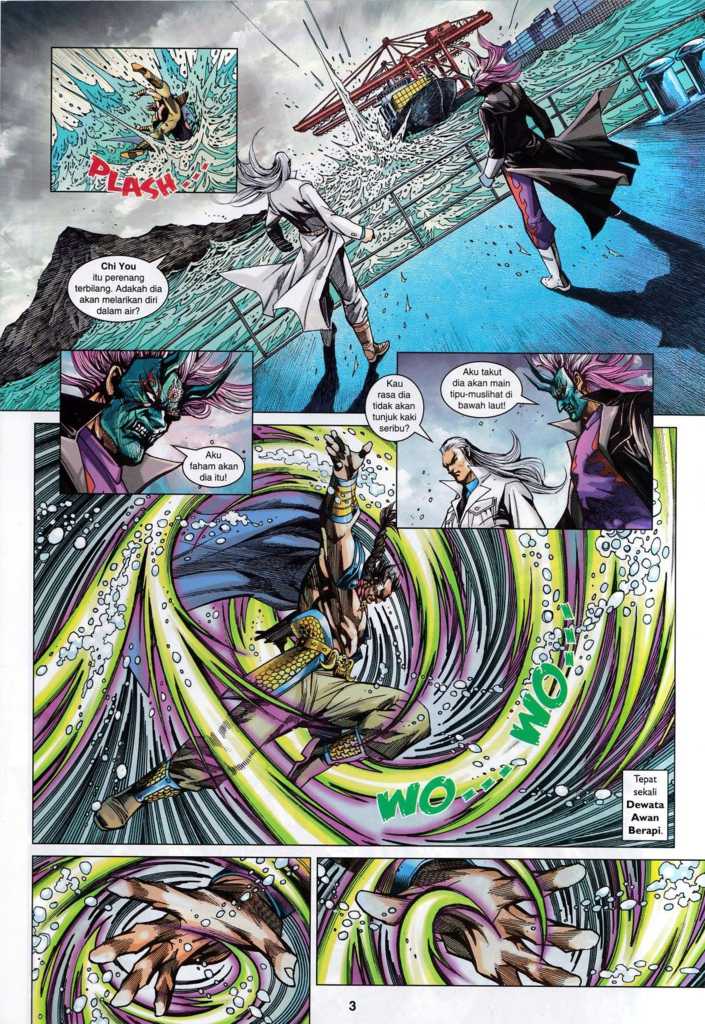 PLASH...
Chi You
itu perenang
terbilang. Adakah dia
akan melarikan diri
dalam air?
Aku
faham akan
dia itu!
Kau
rasa dia
tidak akan
tunjuk kaki
seribu?
Aku takut
dia akan main
tipu-muslihat di
bawah laut!
WO... WO...
Tepat
sekali
Dewata
Awan
Berapi.
3